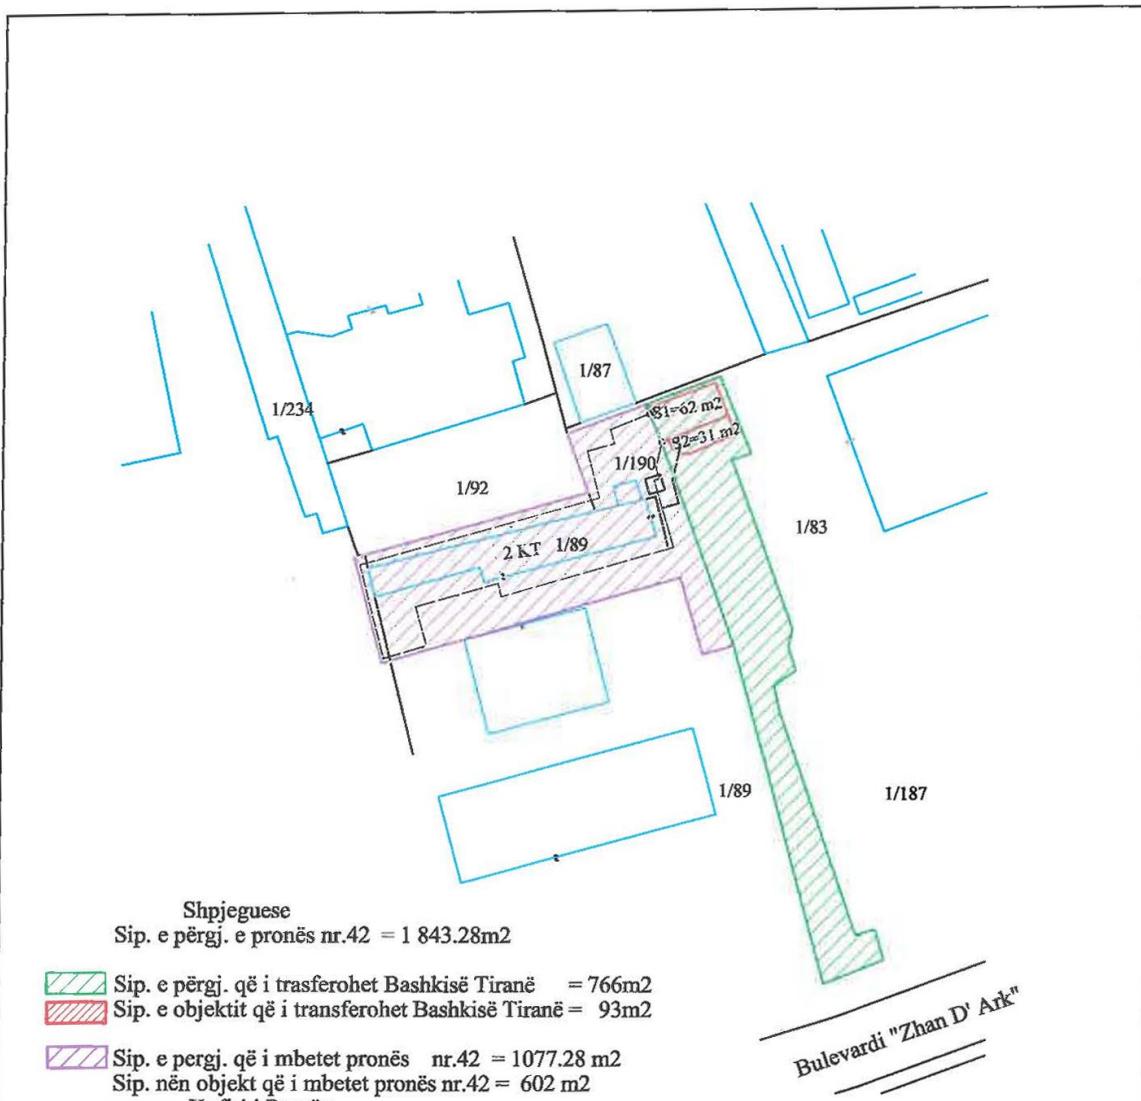 1/87
1/234
S1=62 m2
S2=31 m2
1/190
1/92
1/83
2 KT 1/89
1/89
1/187
Shpjeguese
Sip. e përgj. e pronës nr.42 = 1 843.28m2
Sip. e përgj. që i trasferohet Bashkisë Tiranë = 766m2
Sip. e objektit që i transferohet Bashkisë Tiranë = 93m2
Bulevardi "Zhan D' Ark"
Sip. e pergj. që i mbetet pronës nr.42 = 1077.28 m2
Sip. nën objekt që i mbetet pronës nr.42 = 602 m2